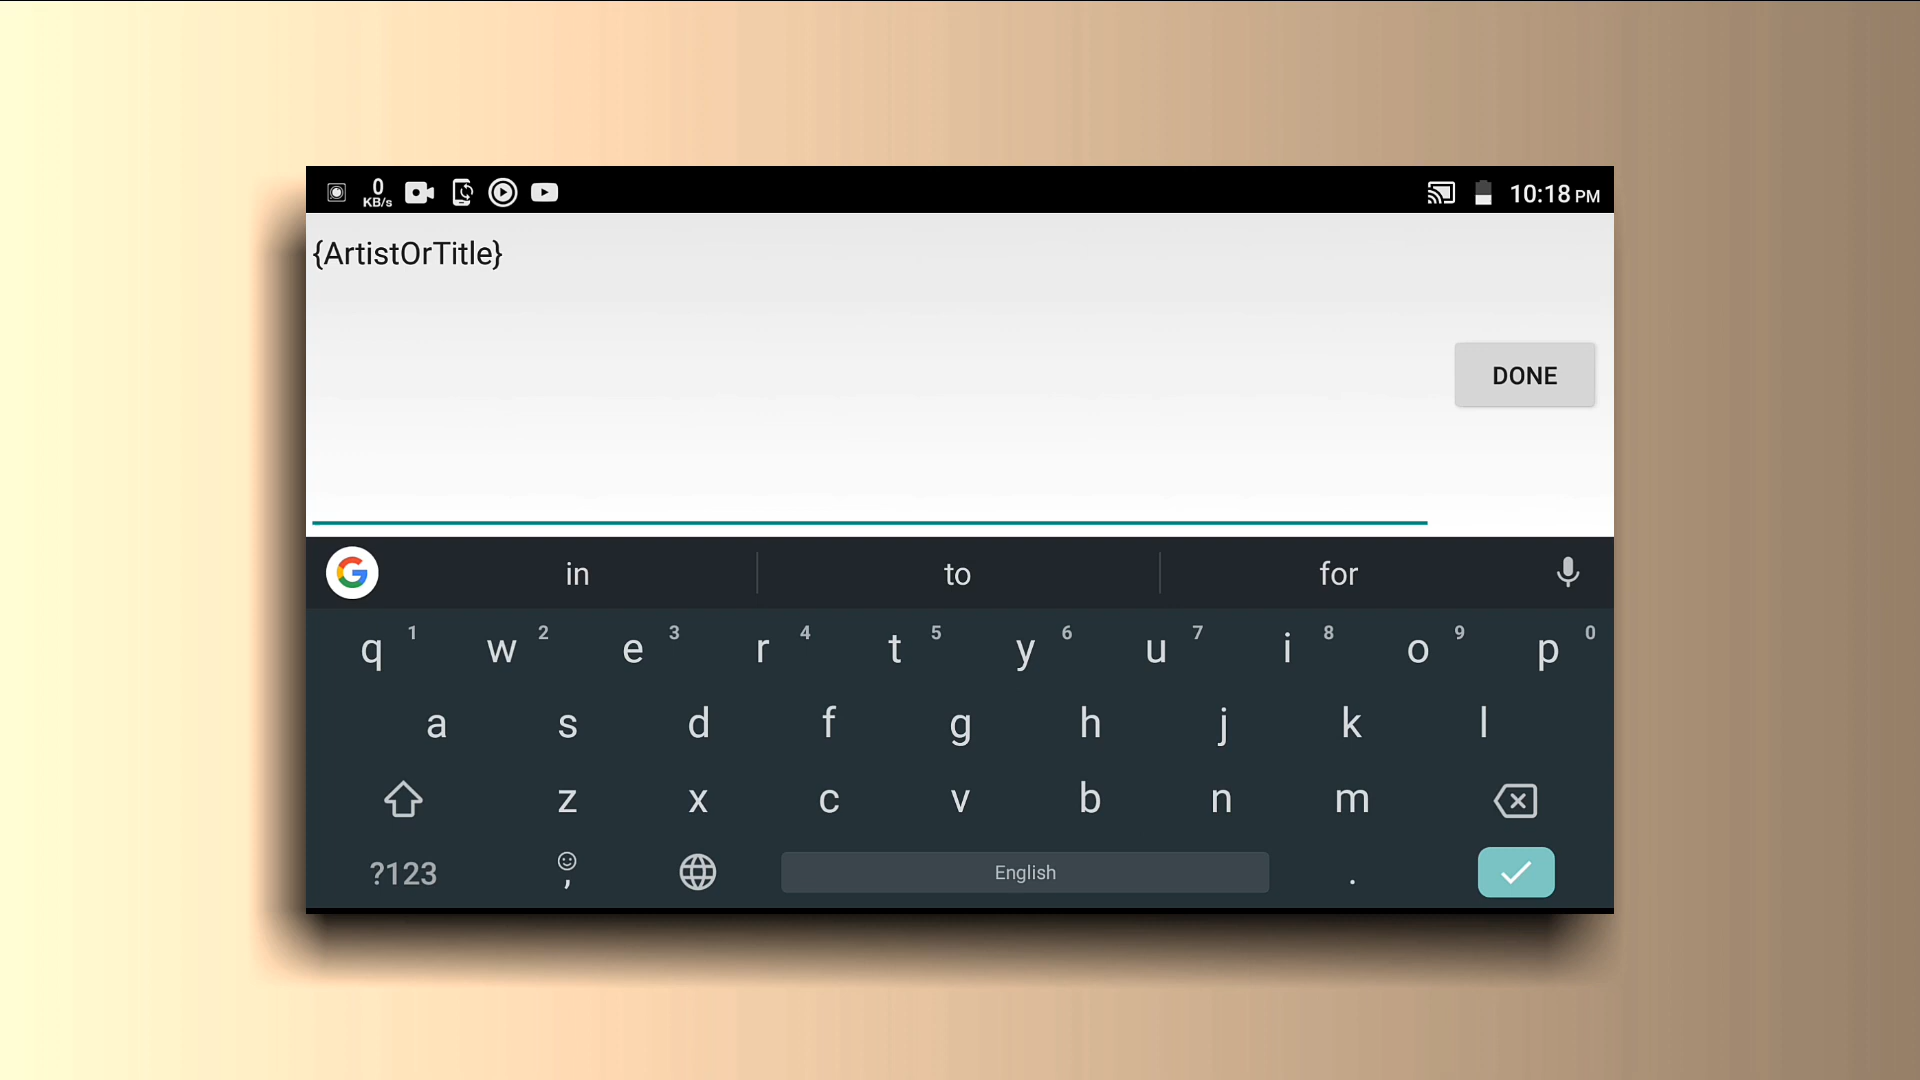 0 KB/s 10:18 PM
{ArtistOrTitle}
DONE
in to for
q 1 w 2 e 3 r 4 t 5 y 6 u 7 i 8 o 9 p 0
a s d f g h j k l
z x c v b n m
?123 , English .